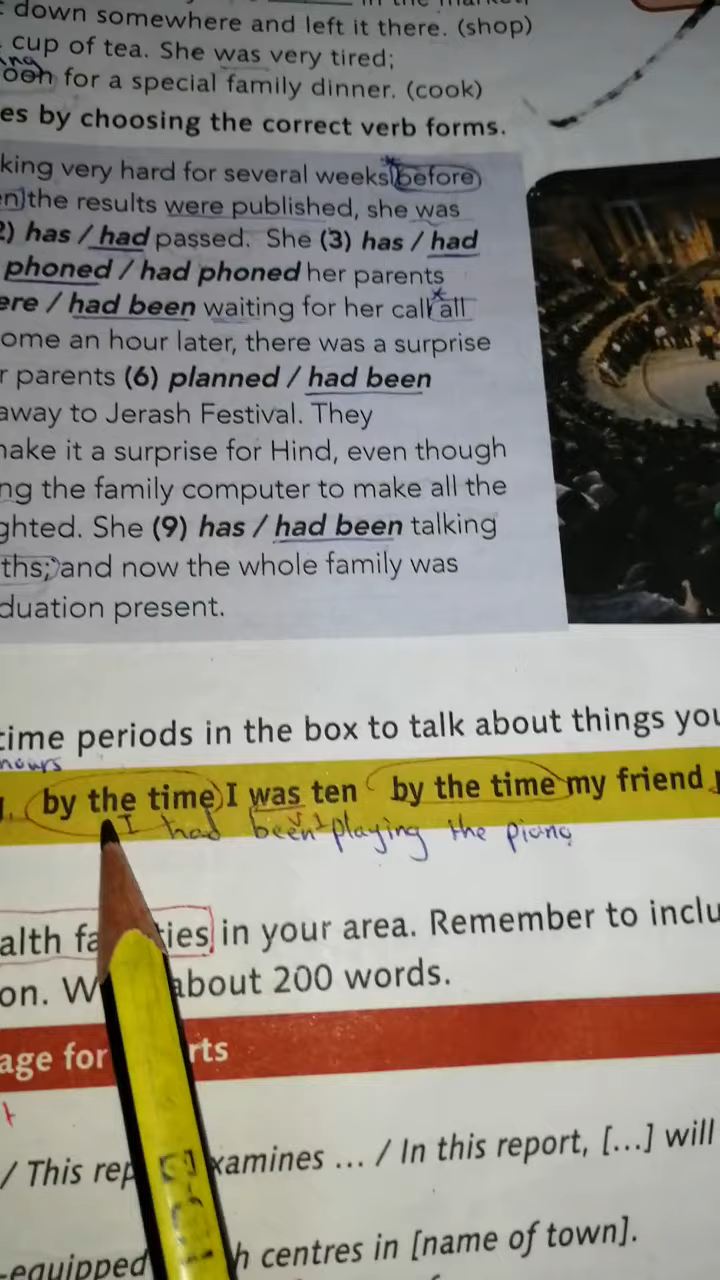 down somewhere and left it there. (shop)
cup of tea. She was very tired;
for a special family dinner. (cook)
es by choosing the correct verb forms.
king very hard for several weeks before
en the results were published, she was
2) has / had passed. She (3) has / had
phoned / had phoned her parents
ere / had been waiting for her call all
ome an hour later, there was a surprise
r parents (6) planned / had been
away to Jerash Festival. They
make it a surprise for Hind, even though
ng the family computer to make all the
ghted. She (9) has / had been talking
ths; and now the whole family was
duation present.
time periods in the box to talk about things you
hours
by the time I was ten by the time my friend
I had been playing the piano
alth fa ties in your area. Remember to inclu
on. W about 200 words.
age for rts
/ This rep xamines ... / In this report, [...] will
-equipped h centres in [name of town].